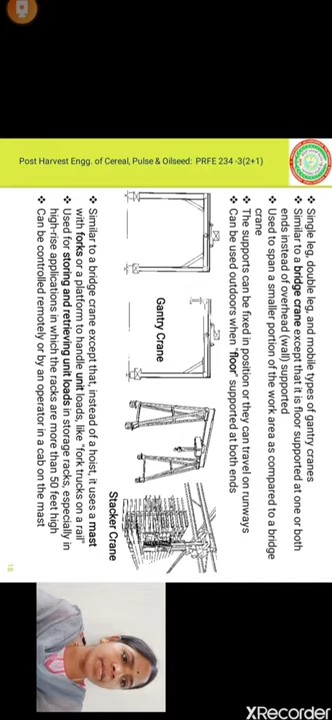 Post Harvest Engg. of Cereal, Pulse & Oilseed: PRFE 234 -3(2+1)
❖ Single leg, double leg, and mobile types of gantry cranes
❖ Similar to a bridge crane except that it is floor supported at one or both
ends instead of overhead (wall) supported
❖ Used to span a smaller portion of the work area as compared to a bridge
crane
❖ The supports can be fixed in position or they can travel on runways
❖ Can be used outdoors when "floor" supported at both ends
Gantry Crane
Stacker Crane
❖ Similar to a bridge crane except that, instead of a hoist, it uses a mast
with forks or a platform to handle unit loads, like "fork trucks on a rail"
❖ Used for storing and retrieving unit loads in storage racks, especially in
high-rise applications in which the racks are more than 50 feet high
❖ Can be controlled remotely or by an operator in a cab on the mast
18
XRecorder